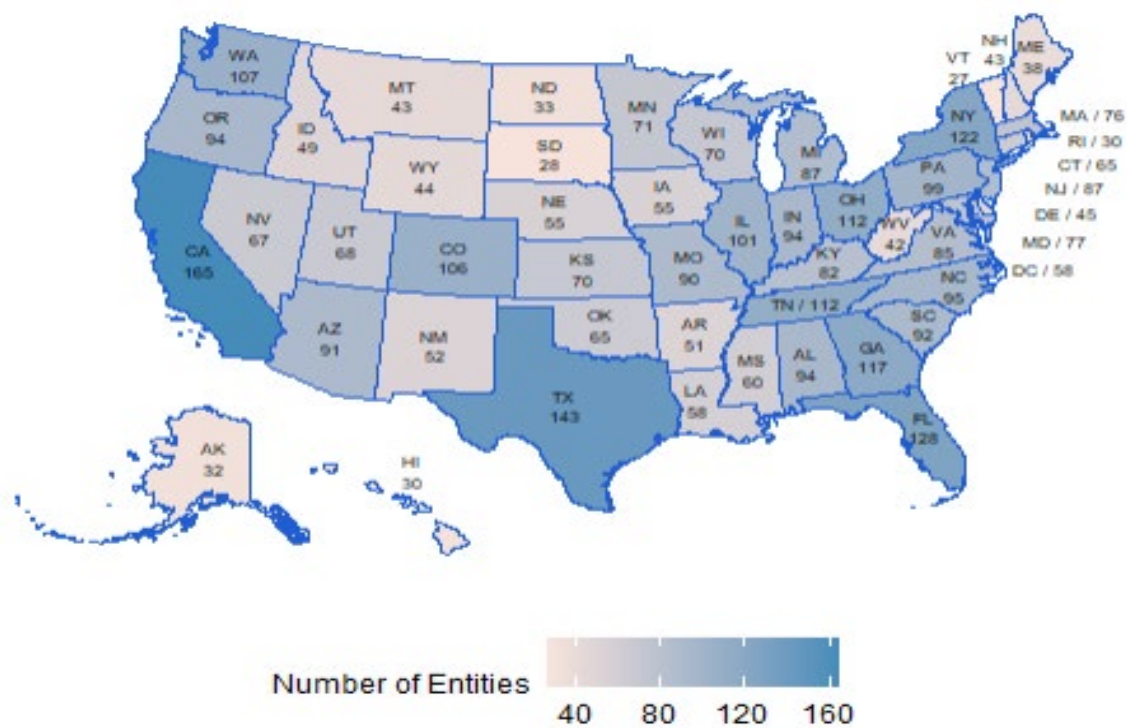 NH
43
ME
38
VT
27
WA
107
MT
43
ND
33
MN
71
OR
94
ID
49
SD
28
WI
70
MI
87
NY
122
MA / 76
RI / 30
CT / 65
NJ / 87
DE / 45
MD / 77
DC / 58
WY
44
IA
55
PA
99
NE
55
NV
67
UT
68
CO
106
IL
101
IN
94
OH
112
WV
42
VA
85
CA
165
KS
70
MO
90
KY
82
NC
95
TN / 112
AZ
91
NM
52
OK
65
AR
51
SC
92
MS
60
AL
94
GA
117
TX
143
LA
58
FL
128
AK
32
HI
30
Number of Entities
40 80 120 160